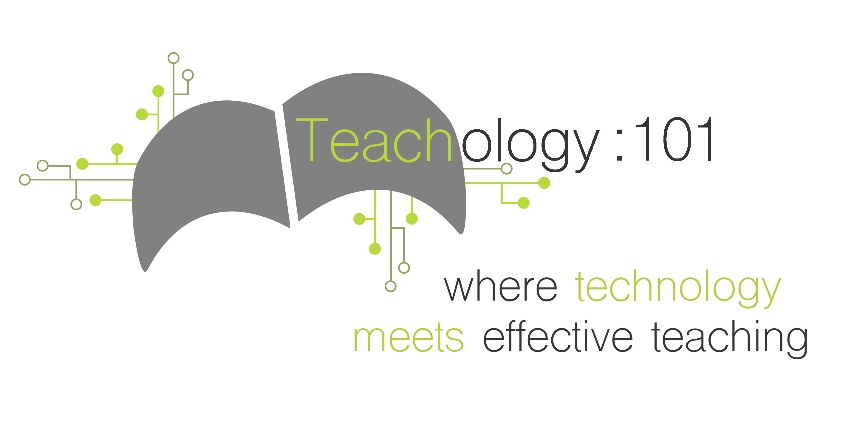 Teachology :101
where technology
meets effective teaching